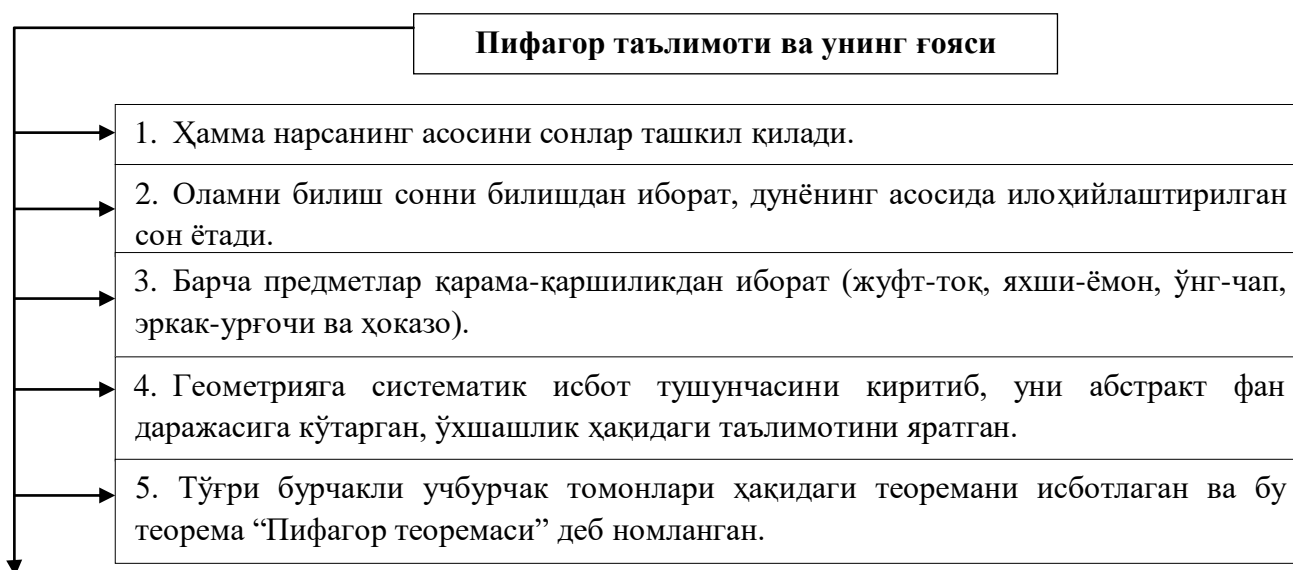 Пифагор таълимоти ва унинг ғояси
1. Ҳамма нарсанинг асосини сонлар ташкил қилади.
2. Оламни билиш сонни билишдан иборат, дунёнинг асосида илоҳийлаштирилган
сон ётади.
3. Барча предметлар қарама-қаршиликдан иборат (жуфт-тоқ, яхши-ёмон, ўнг-чап,
эркак-урғочи ва ҳоказо).
4. Геометрияга систематик исбот тушунчасини киритиб, уни абстракт фан
даражасига кўтарган, ўхшашлик ҳақидаги таълимотини яратган.
5. Тўғри бурчакли учбурчак томонлари ҳақидаги теоремани исботлаган ва бу
теорема “Пифагор теоремаси” деб номланган.